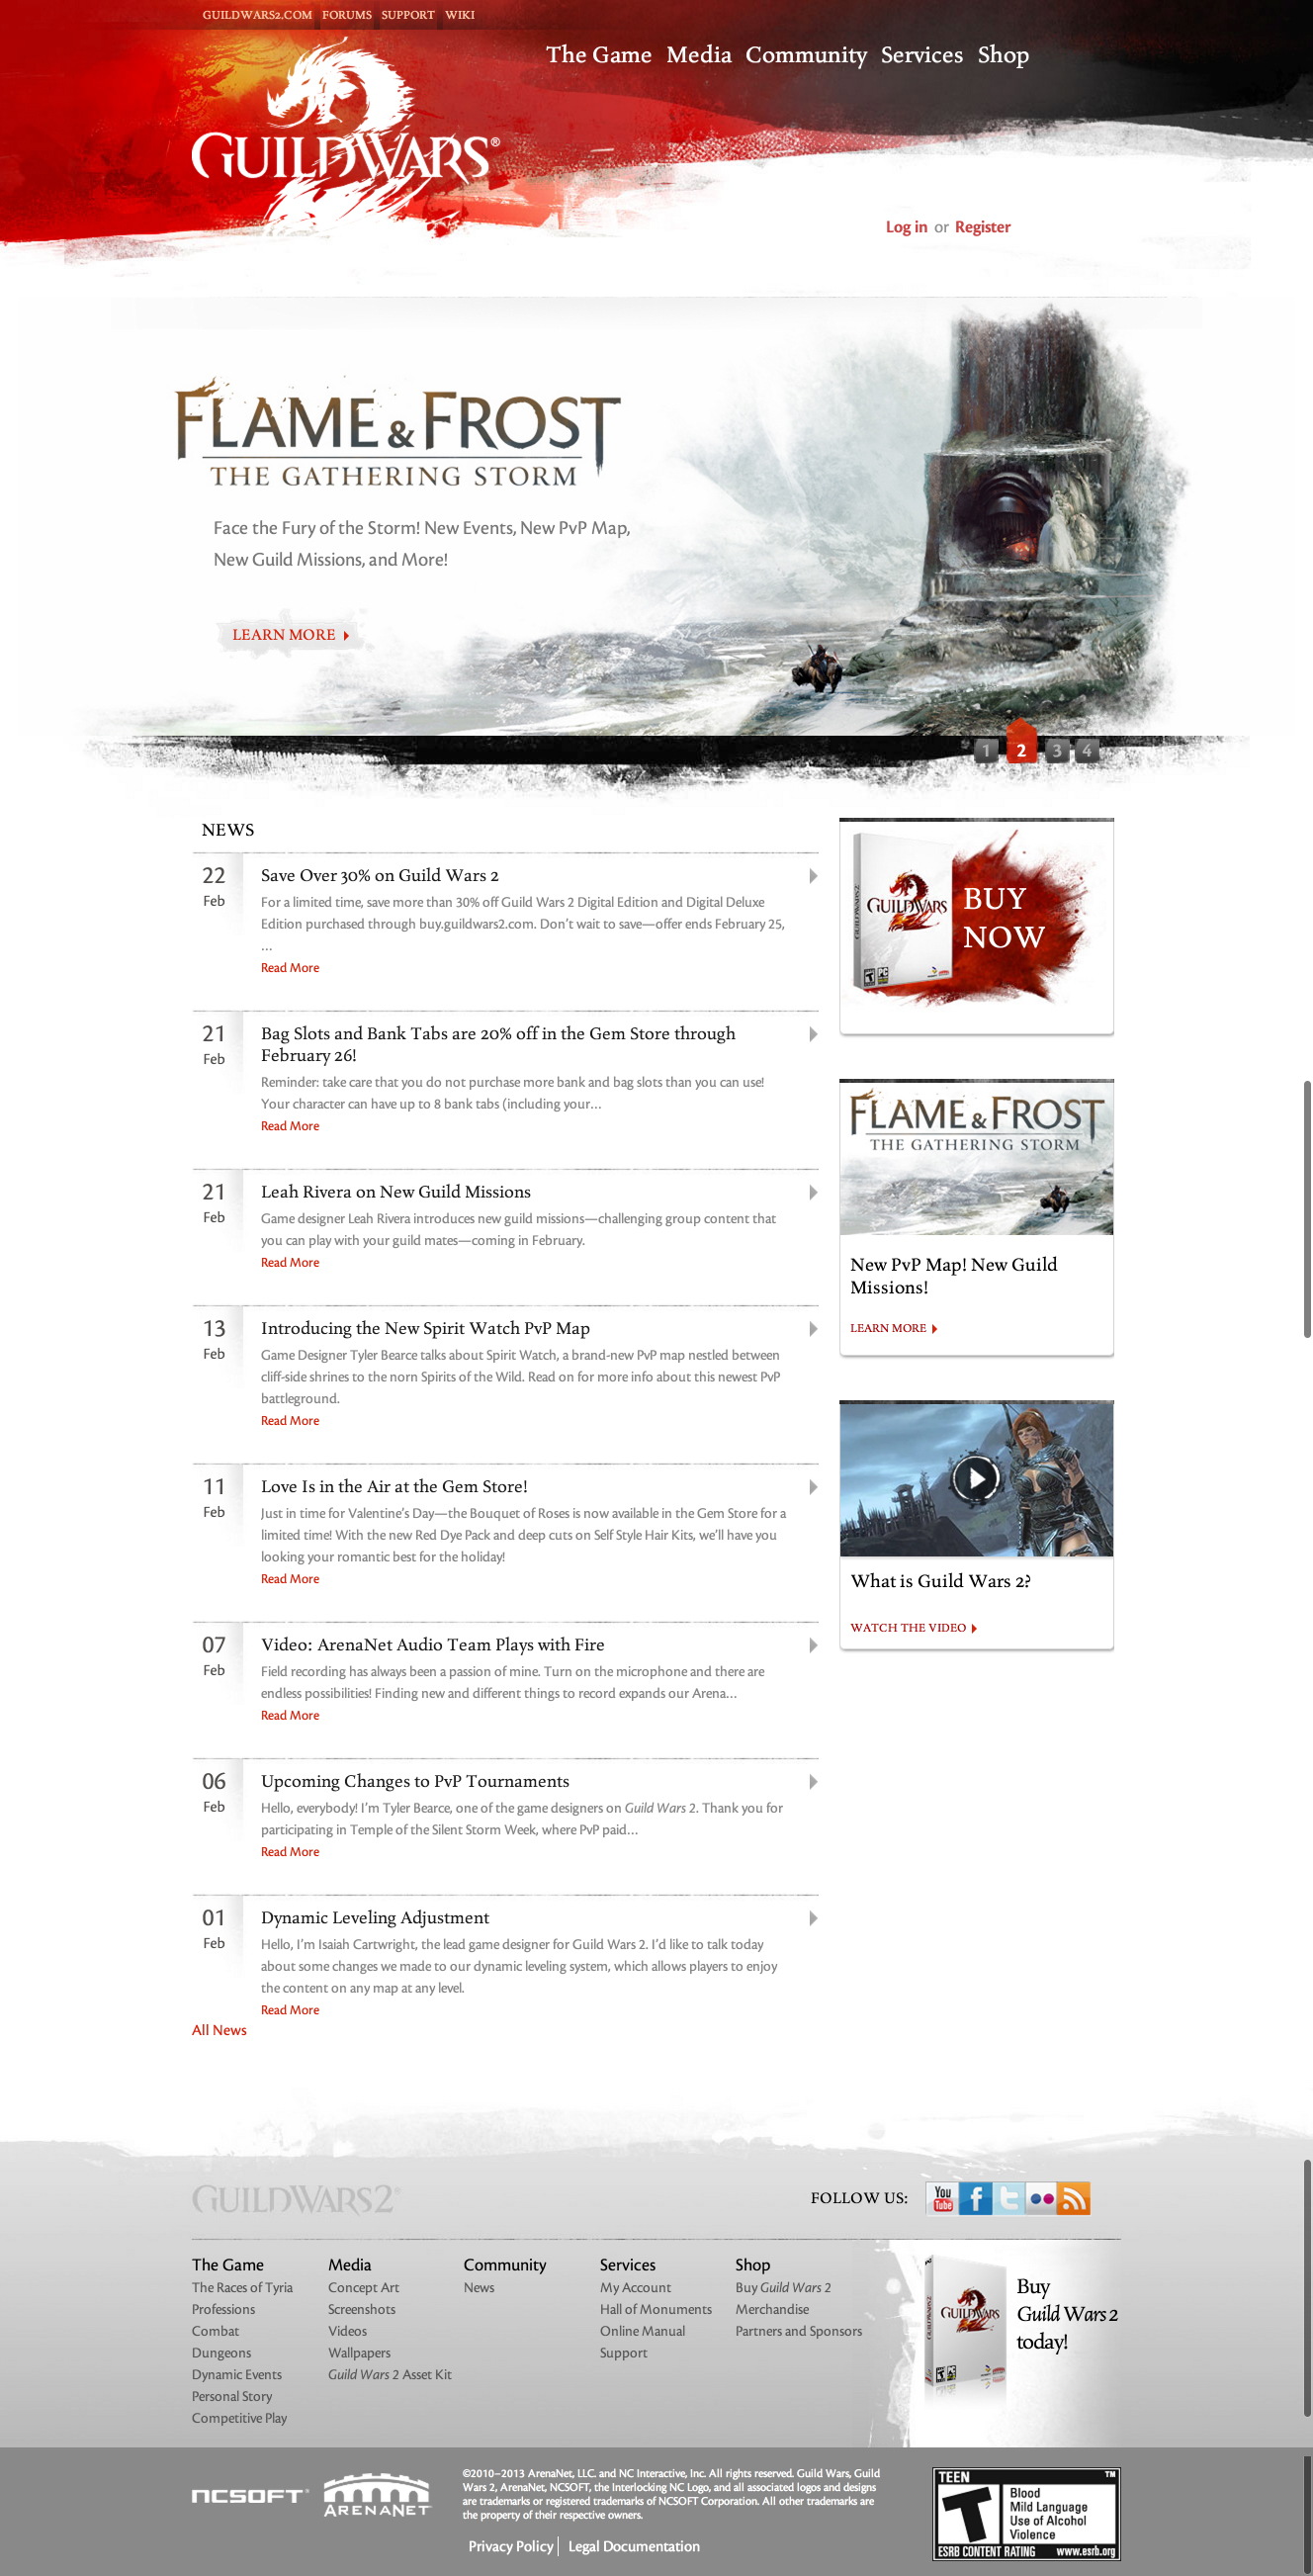 GUILDWARS2.COM FORUMS SUPPORT WIKI
The Game Media Community Services Shop
GUILDWARS®
Log in or Register
FLAME & FROST
THE GATHERING STORM
Face the Fury of the Storm! New Events, New PvP Map,
New Guild Missions, and More!
LEARN MORE
1 2 3 4
NEWS
22
Feb
Save Over 30% on Guild Wars 2
For a limited time, save more than 30% off Guild Wars 2 Digital Edition and Digital Deluxe
Edition purchased through buy.guildwars2.com. Don't wait to save—offer ends February 25,
...
Read More
21
Feb
Bag Slots and Bank Tabs are 20% off in the Gem Store through
February 26!
Reminder: take care that you do not purchase more bank and bag slots than you can use!
Your character can have up to 8 bank tabs (including your...
Read More
21
Feb
Leah Rivera on New Guild Missions
Game designer Leah Rivera introduces new guild missions—challenging group content that
you can play with your guild mates—coming in February.
Read More
13
Feb
Introducing the New Spirit Watch PvP Map
Game Designer Tyler Bearce talks about Spirit Watch, a brand-new PvP map nestled between
cliff-side shrines to the norn Spirits of the Wild. Read on for more info about this newest PvP
battleground.
Read More
11
Feb
Love Is in the Air at the Gem Store!
Just in time for Valentine's Day—the Bouquet of Roses is now available in the Gem Store for a
limited time! With the new Red Dye Pack and deep cuts on Self Style Hair Kits, we'll have you
looking your romantic best for the holiday!
Read More
07
Feb
Video: ArenaNet Audio Team Plays with Fire
Field recording has always been a passion of mine. Turn on the microphone and there are
endless possibilities! Finding new and different things to record expands our Arena...
Read More
06
Feb
Upcoming Changes to PvP Tournaments
Hello, everybody! I'm Tyler Bearce, one of the game designers on Guild Wars 2. Thank you for
participating in Temple of the Silent Storm Week, where PvP paid...
Read More
01
Feb
Dynamic Leveling Adjustment
Hello, I'm Isaiah Cartwright, the lead game designer for Guild Wars 2. I'd like to talk today
about some changes we made to our dynamic leveling system, which allows players to enjoy
the content on any map at any level.
Read More
All News
GUILDWARS2
GUILDWARS
BUY
NOW
FLAME & FROST
THE GATHERING STORM
New PvP Map! New Guild
Missions!
LEARN MORE
What is Guild Wars 2?
WATCH THE VIDEO
GUILDWARS2®
FOLLOW US:
You
Tube
The Game
The Races of Tyria
Professions
Combat
Dungeons
Dynamic Events
Personal Story
Competitive Play
Media
Concept Art
Screenshots
Videos
Wallpapers
Guild Wars 2 Asset Kit
Community
News
Services
My Account
Hall of Monuments
Online Manual
Support
Shop
Buy Guild Wars 2
Merchandise
Partners and Sponsors
GUILDWARS
Buy
Guild Wars 2
today!
NCSOFT
ARENANET
©2010–2013 ArenaNet, LLC. and NC Interactive, Inc. All rights reserved. Guild Wars, Guild
Wars 2, ArenaNet, NCSOFT, the Interlocking NC Logo, and all associated logos and designs
are trademarks or registered trademarks of NCSOFT Corporation. All other trademarks are
the property of their respective owners.
Privacy Policy Legal Documentation
TEEN ™
T
Blood
Mild Language
Use of Alcohol
Violence
ESRB CONTENT RATING www.esrb.org